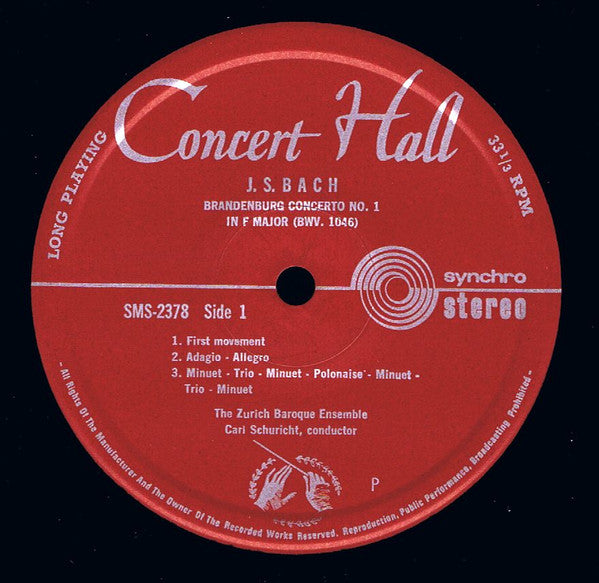 LONG PLAYING
Concert Hall
33 1/3 RPM
J. S. BACH
BRANDENBURG CONCERTO NO. 1
IN F MAJOR (BWV. 1046)
synchro
stereo
SMS-2378 Side 1
1. First movement
2. Adagio - Allegro
3. Minuet - Trio - Minuet - Polonaise - Minuet -
Trio - Minuet
The Zurich Baroque Ensemble
Carl Schuricht, conductor
P
- All Rights Of The Manufacturer And The Owner Of The Recorded Works Reserved. Reproduction, Public Performance, Broadcasting Prohibited -